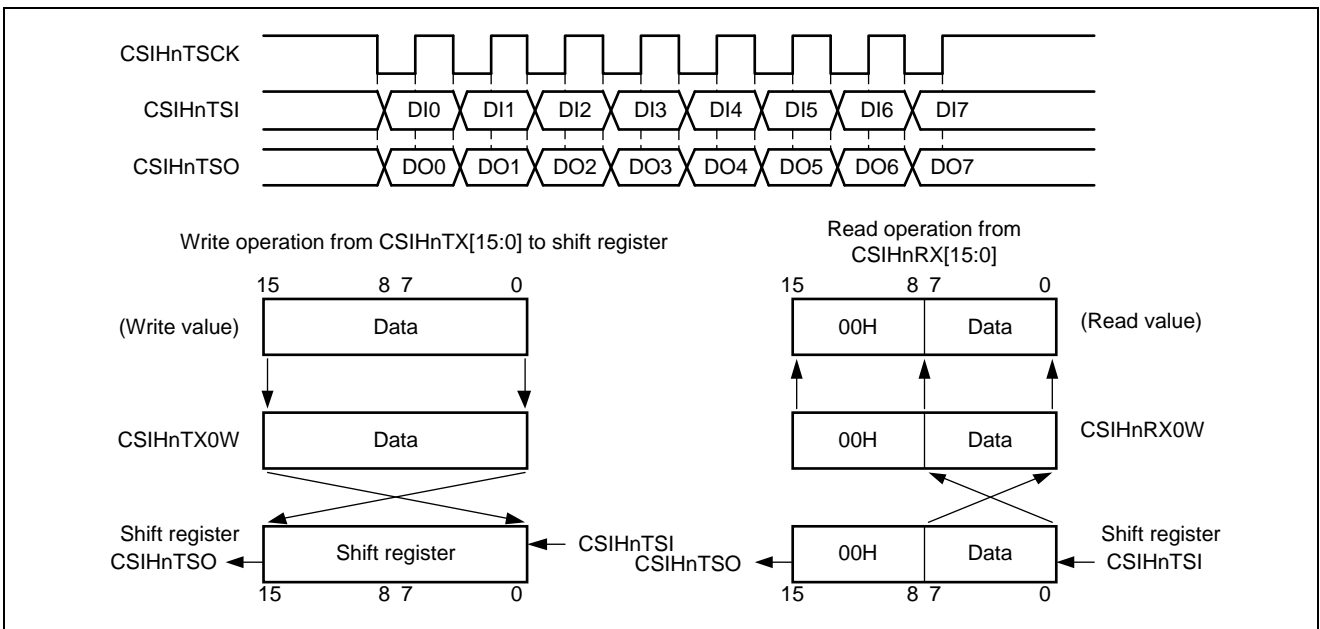 CSIHnTSCK
CSIHnTSI DI0 DI1 DI2 DI3 DI4 DI5 DI6 DI7
CSIHnTSO DO0 DO1 DO2 DO3 DO4 DO5 DO6 DO7
Write operation from CSIHnTX[15:0] to shift register
15 8 7 0
(Write value) Data
CSIHnTX0W Data
Shift register
CSIHnTSO Shift register CSIHnTSI
15 8 7 0
Read operation from
CSIHnRX[15:0]
15 8 7 0
00H Data (Read value)
00H Data CSIHnRX0W
Shift register
CSIHnTSO 00H Data CSIHnTSI
15 8 7 0